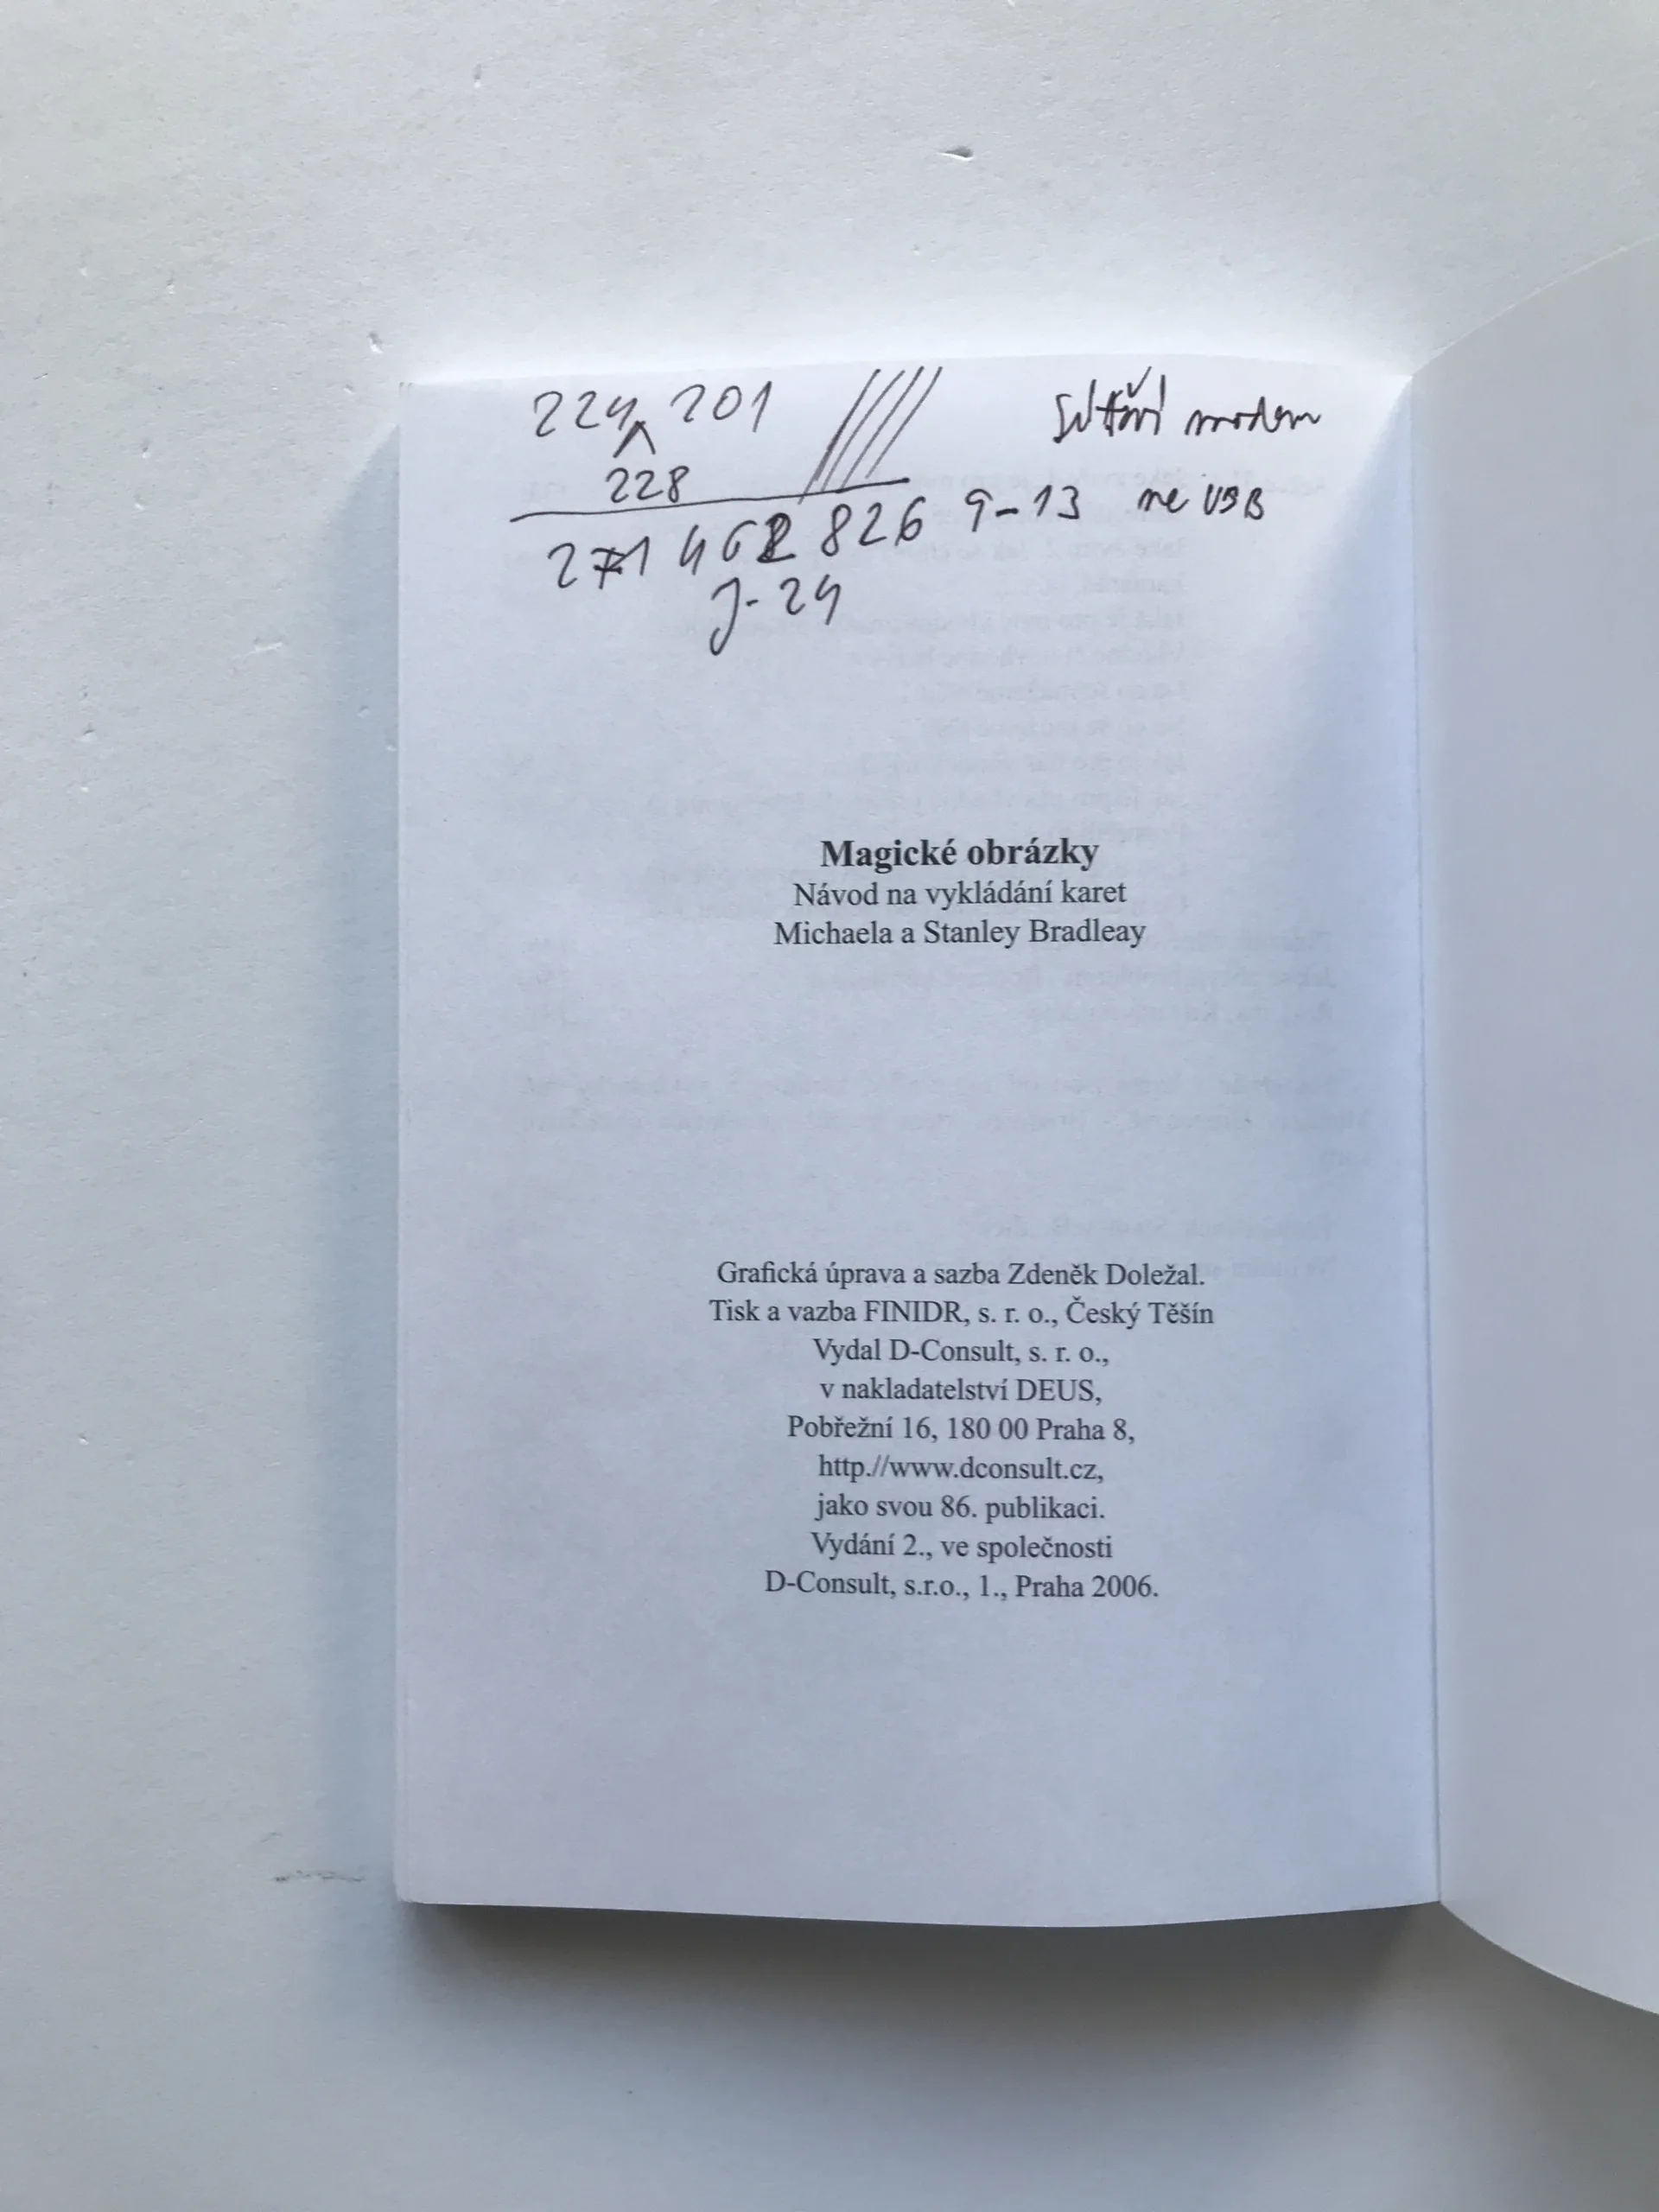 224 201
228
síťový modem
271 462 826 9-13 ne USB
J-24
Magické obrázky
Návod na vykládání karet
Michaela a Stanley Bradleay
Grafická úprava a sazba Zdeněk Doležal.
Tisk a vazba FINIDR, s. r. o., Český Těšín
Vydal D-Consult, s. r. o.,
v nakladatelství DEUS,
Pobřežní 16, 180 00 Praha 8,
http.//www.dconsult.cz,
jako svou 86. publikaci.
Vydání 2., ve společnosti
D-Consult, s.r.o., 1., Praha 2006.